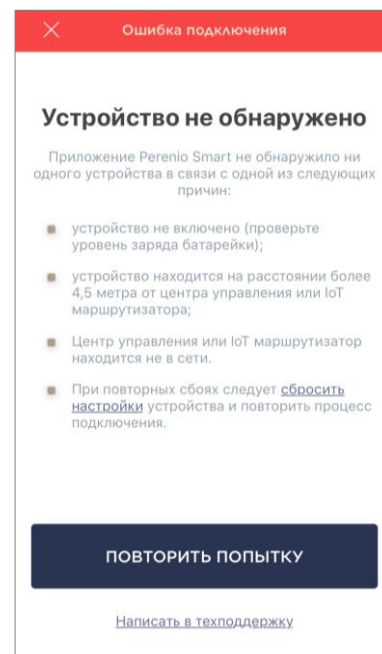 Ошибка подключения
Устройство не обнаружено
Приложение Perenio Smart не обнаружило ни
одного устройства в связи с одной из следующих
причин:
устройство не включено (проверьте
уровень заряда батарейки);
устройство находится на расстоянии более
4,5 метра от центра управления или IoT
маршрутизатора;
Центр управления или IoT маршрутизатор
находится не в сети.
При повторных сбоях следует сбросить
настройки устройства и повторить процесс
подключения.
ПОВТОРИТЬ ПОПЫТКУ
Написать в техподдержку